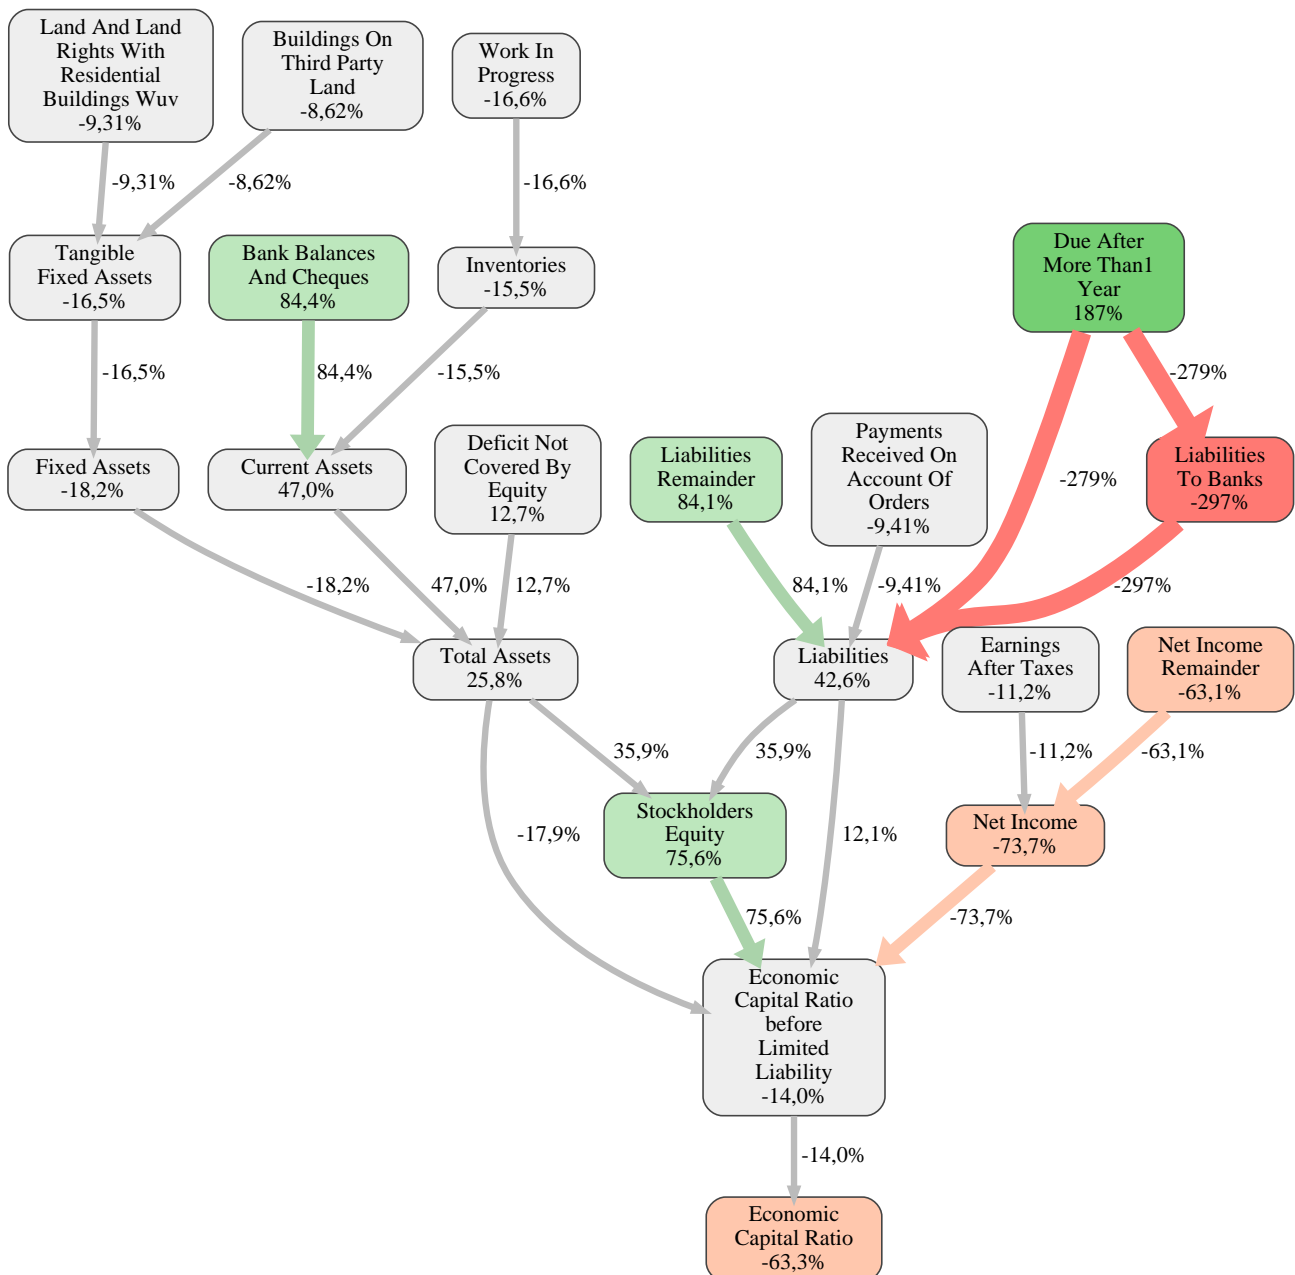 Land And Land
Rights With
Residential
Buildings Wuv
-9,31%
Buildings On
Third Party
Land
-8,62%
Work In
Progress
-16,6%
-9,31%
-8,62%
-16,6%
Tangible
Fixed Assets
-16,5%
Bank Balances
And Cheques
84,4%
Inventories
-15,5%
Due After
More Than1
Year
187%
-16,5%
84,4%
-15,5%
-279%
Fixed Assets
-18,2%
Current Assets
47,0%
Deficit Not
Covered By
Equity
12,7%
Liabilities
Remainder
84,1%
Payments
Received On
Account Of
Orders
-9,41%
-279%
Liabilities
To Banks
-297%
-18,2%
47,0%
12,7%
84,1%
-9,41%
-297%
Total Assets
25,8%
Liabilities
42,6%
Earnings
After Taxes
-11,2%
Net Income
Remainder
-63,1%
35,9%
35,9%
-11,2%
-63,1%
-17,9%
Stockholders
Equity
75,6%
12,1%
Net Income
-73,7%
75,6%
-73,7%
Economic
Capital Ratio
before
Limited
Liability
-14,0%
-14,0%
Economic
Capital Ratio
-63,3%